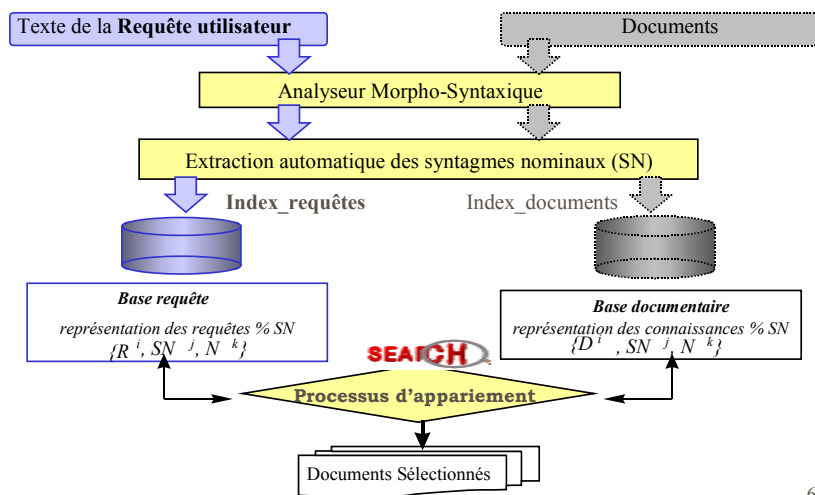 Texte de la Requête utilisateur
Documents
Analyseur Morpho-Syntaxique
Extraction automatique des syntagmes nominaux (SN)
Index_requêtes
Index_documents
Base requête
représentation des requêtes % SN
{R i, SN j, N k}
Base documentaire
représentation des connaissances % SN
{D i , SN j, N k}
SEARCH
Processus d'appariement
Documents Sélectionnés
6